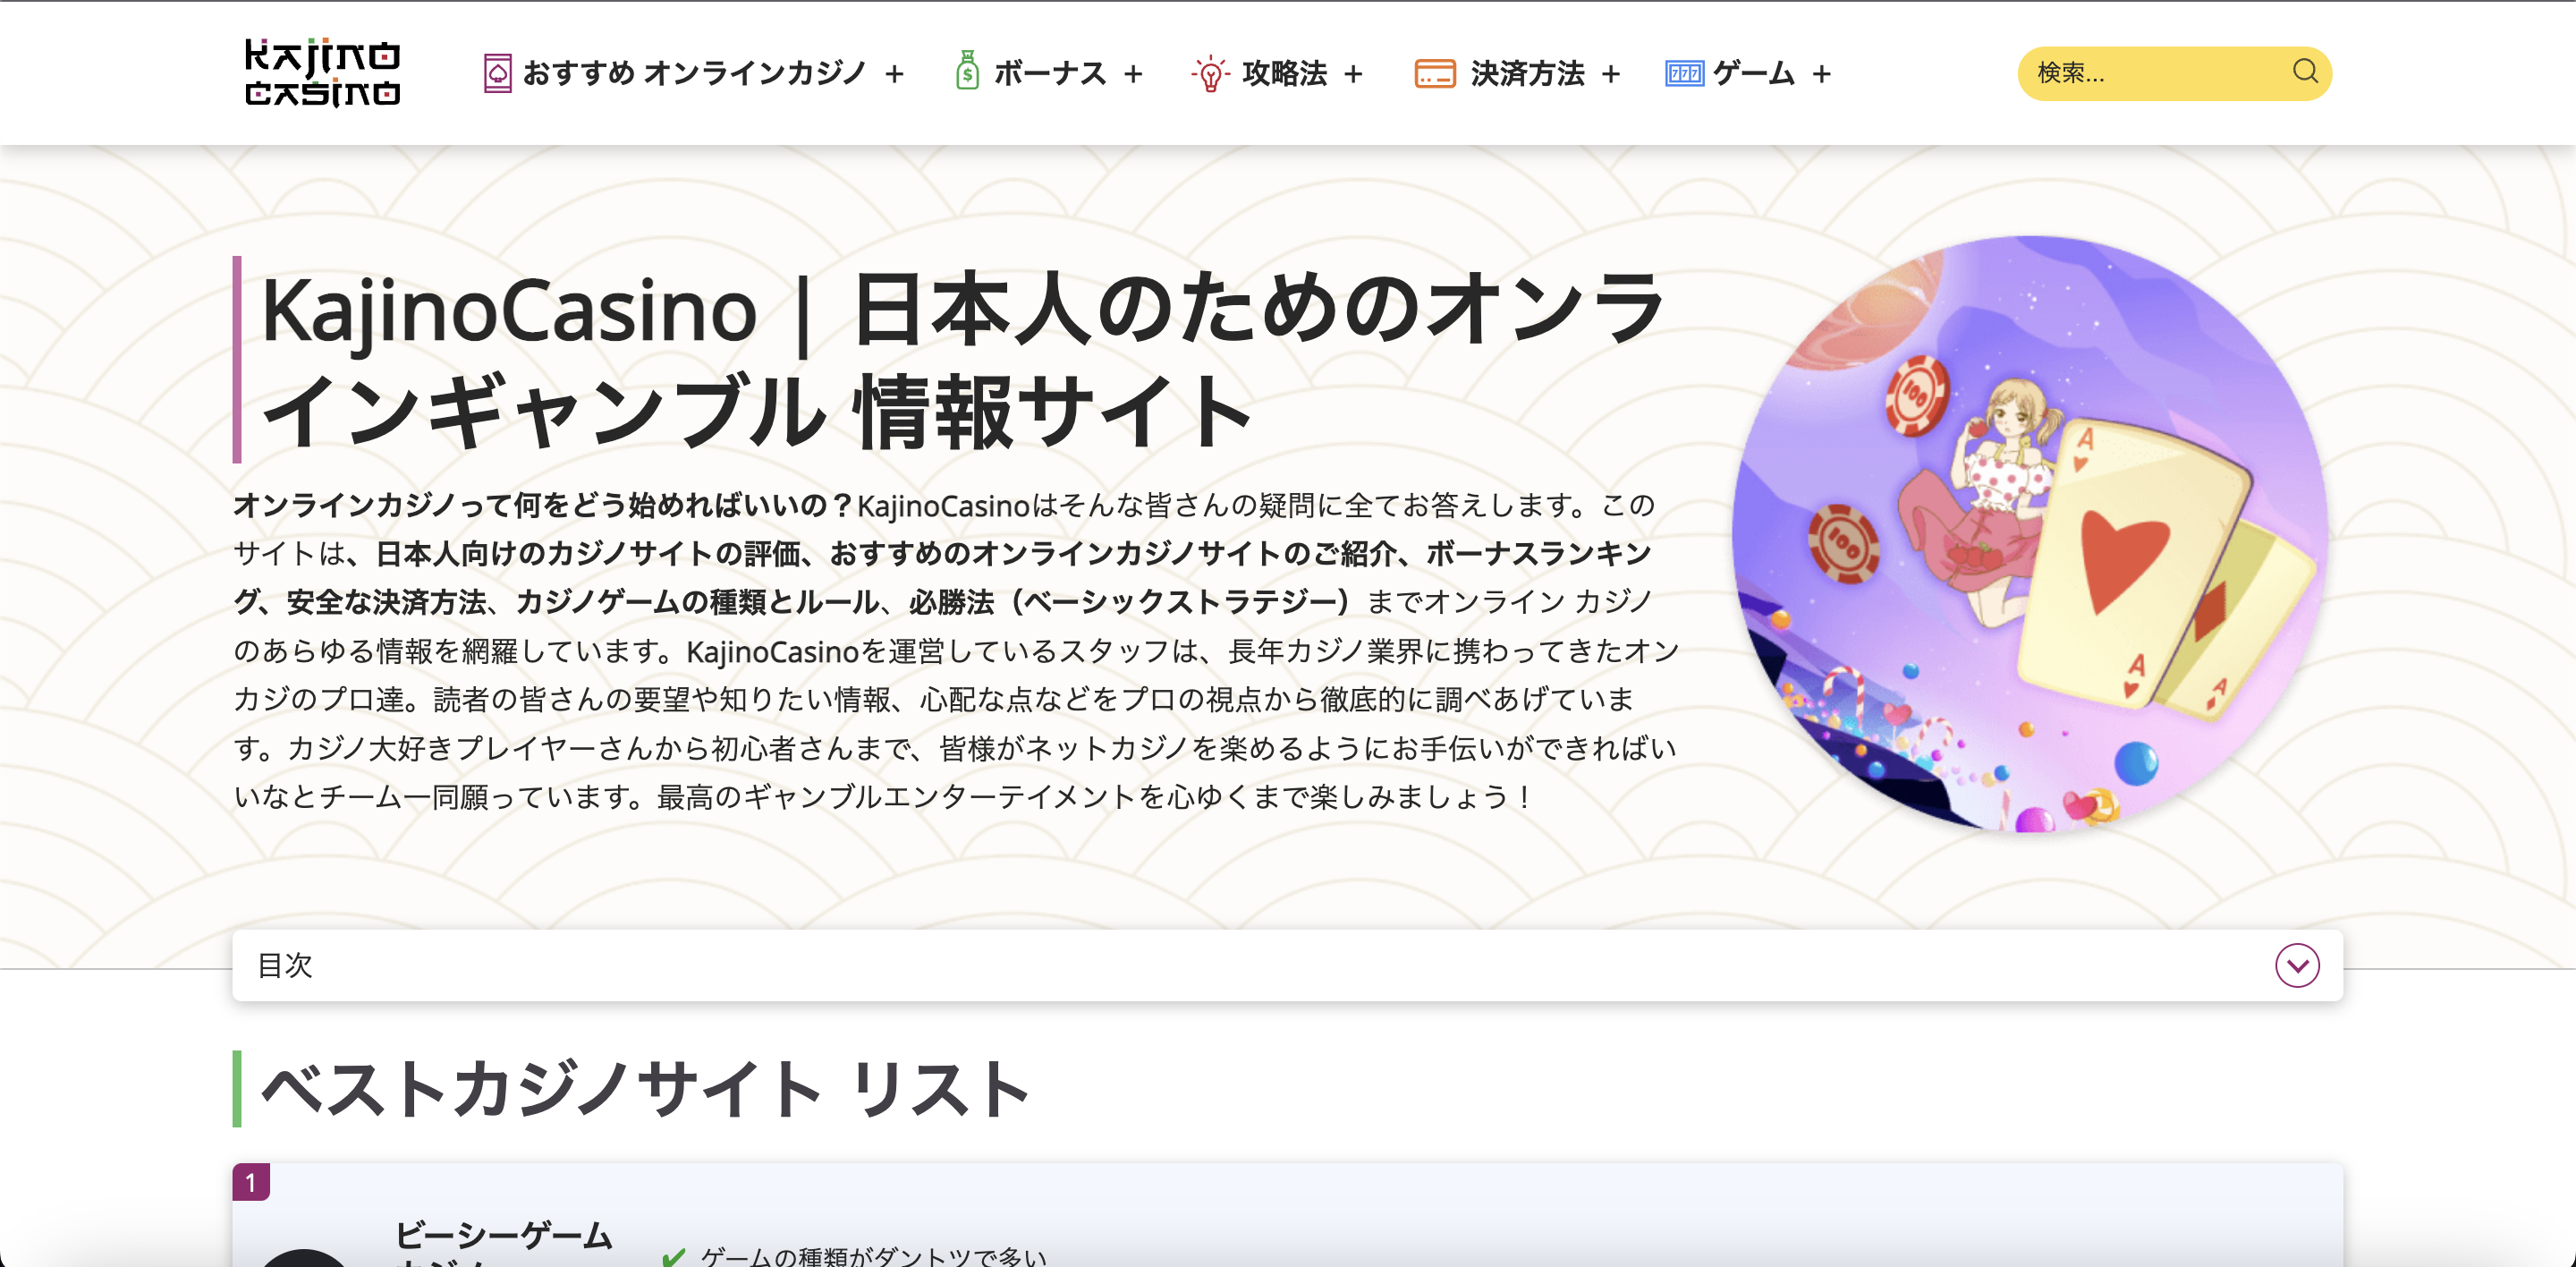 kajino
casino
おすすめ オンラインカジノ +
ボーナス +
攻略法 +
決済方法 +
777
ゲーム +
検索...
KajinoCasino | 日本人のためのオンラ
インギャンブル 情報サイト
オンラインカジノって何をどう始めればいいの？KajinoCasinoはそんな皆さんの疑問に全てお答えします。この
サイトは、日本人向けのカジノサイトの評価、おすすめのオンラインカジノサイトのご紹介、ボーナスランキン
グ、安全な決済方法、カジノゲームの種類とルール、必勝法（ベーシックストラテジー）までオンライン カジノ
のあらゆる情報を網羅しています。KajinoCasinoを運営しているスタッフは、長年カジノ業界に携わってきたオン
カジのプロ達。読者の皆さんの要望や知りたい情報、心配な点などをプロの視点から徹底的に調べあげていま
す。カジノ大好きプレイヤーさんから初心者さんまで、皆様がネットカジノを楽めるようにお手伝いができればい
いなとチーム一同願っています。最高のギャンブルエンターテイメントを心ゆくまで楽しみましょう！
100
100
A
A
A
目次
ベストカジノサイト リスト
1
ビーシーゲーム
ゲームの種類がダントツで多い